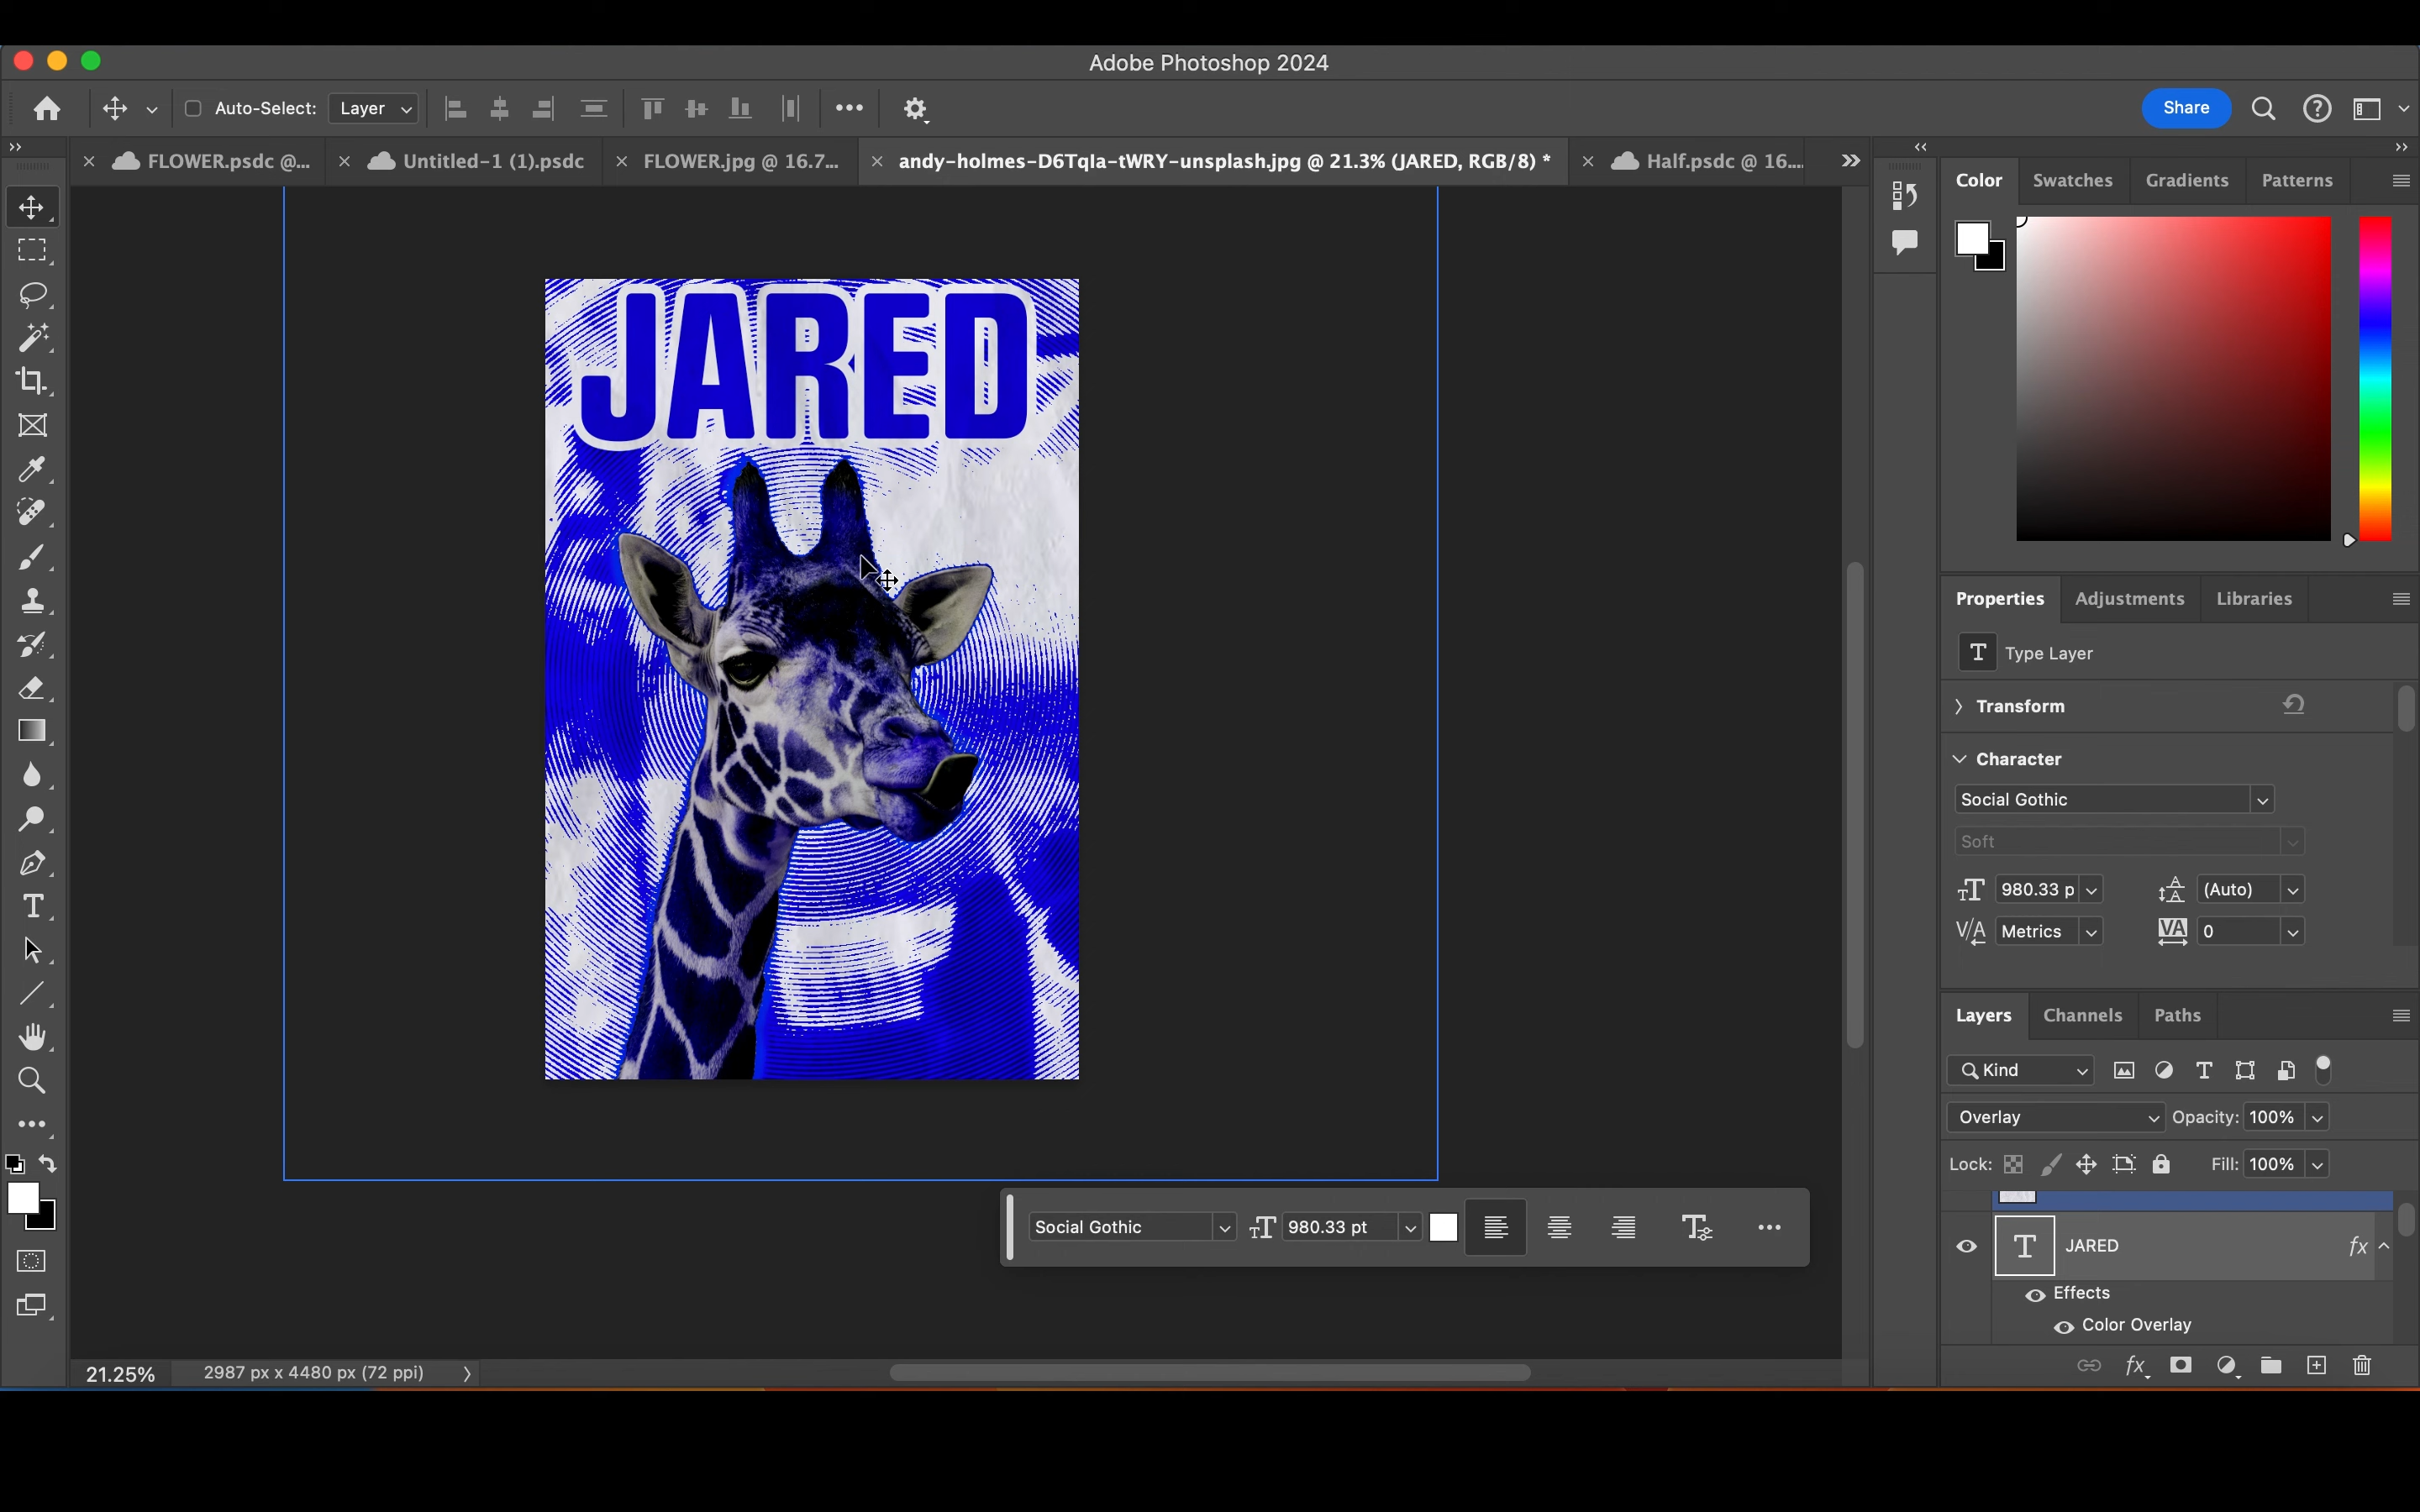 Adobe Photoshop 2024
Auto-Select: Layer
Share
FLOWER.psdc @... Untitled-1 (1).psdc FLOWER.jpg @ 16.7... andy-holmes-D6TqIa-tWRY-unsplash.jpg @ 21.3% (JARED, RGB/8) * Half.psdc @ 16....
JARED
21.25% 2987 px x 4480 px (72 ppi)
Social Gothic 980.33 pt
Color Swatches Gradients Patterns
Properties Adjustments Libraries
T Type Layer
Transform
Character
Social Gothic
Soft
980.33 p (Auto)
Metrics 0
Layers Channels Paths
Kind
Overlay Opacity: 100%
Lock: Fill: 100%
T JARED fx
Effects
Color Overlay
fx